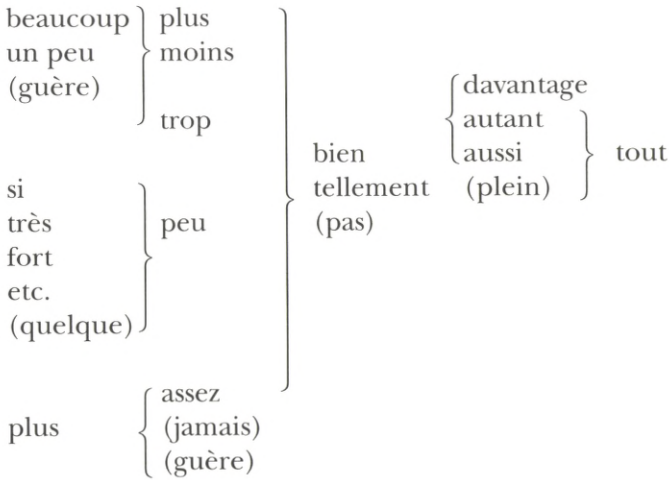 beaucoup plus
un peu moins
(guère)
trop
davantage
autant
aussi
(plein)
tout
bien
tellement
(pas)
si
très
fort
etc.
(quelque)
peu
plus
assez
(jamais)
(guère)